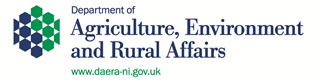 Department of
Agriculture, Environment
and Rural Affairs
www.daera-ni.gov.uk